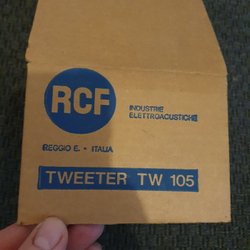 RCF
INDUSTRIE
ELETTROACUSTICHE
REGGIO E. • ITALIA
TWEETER TW 105